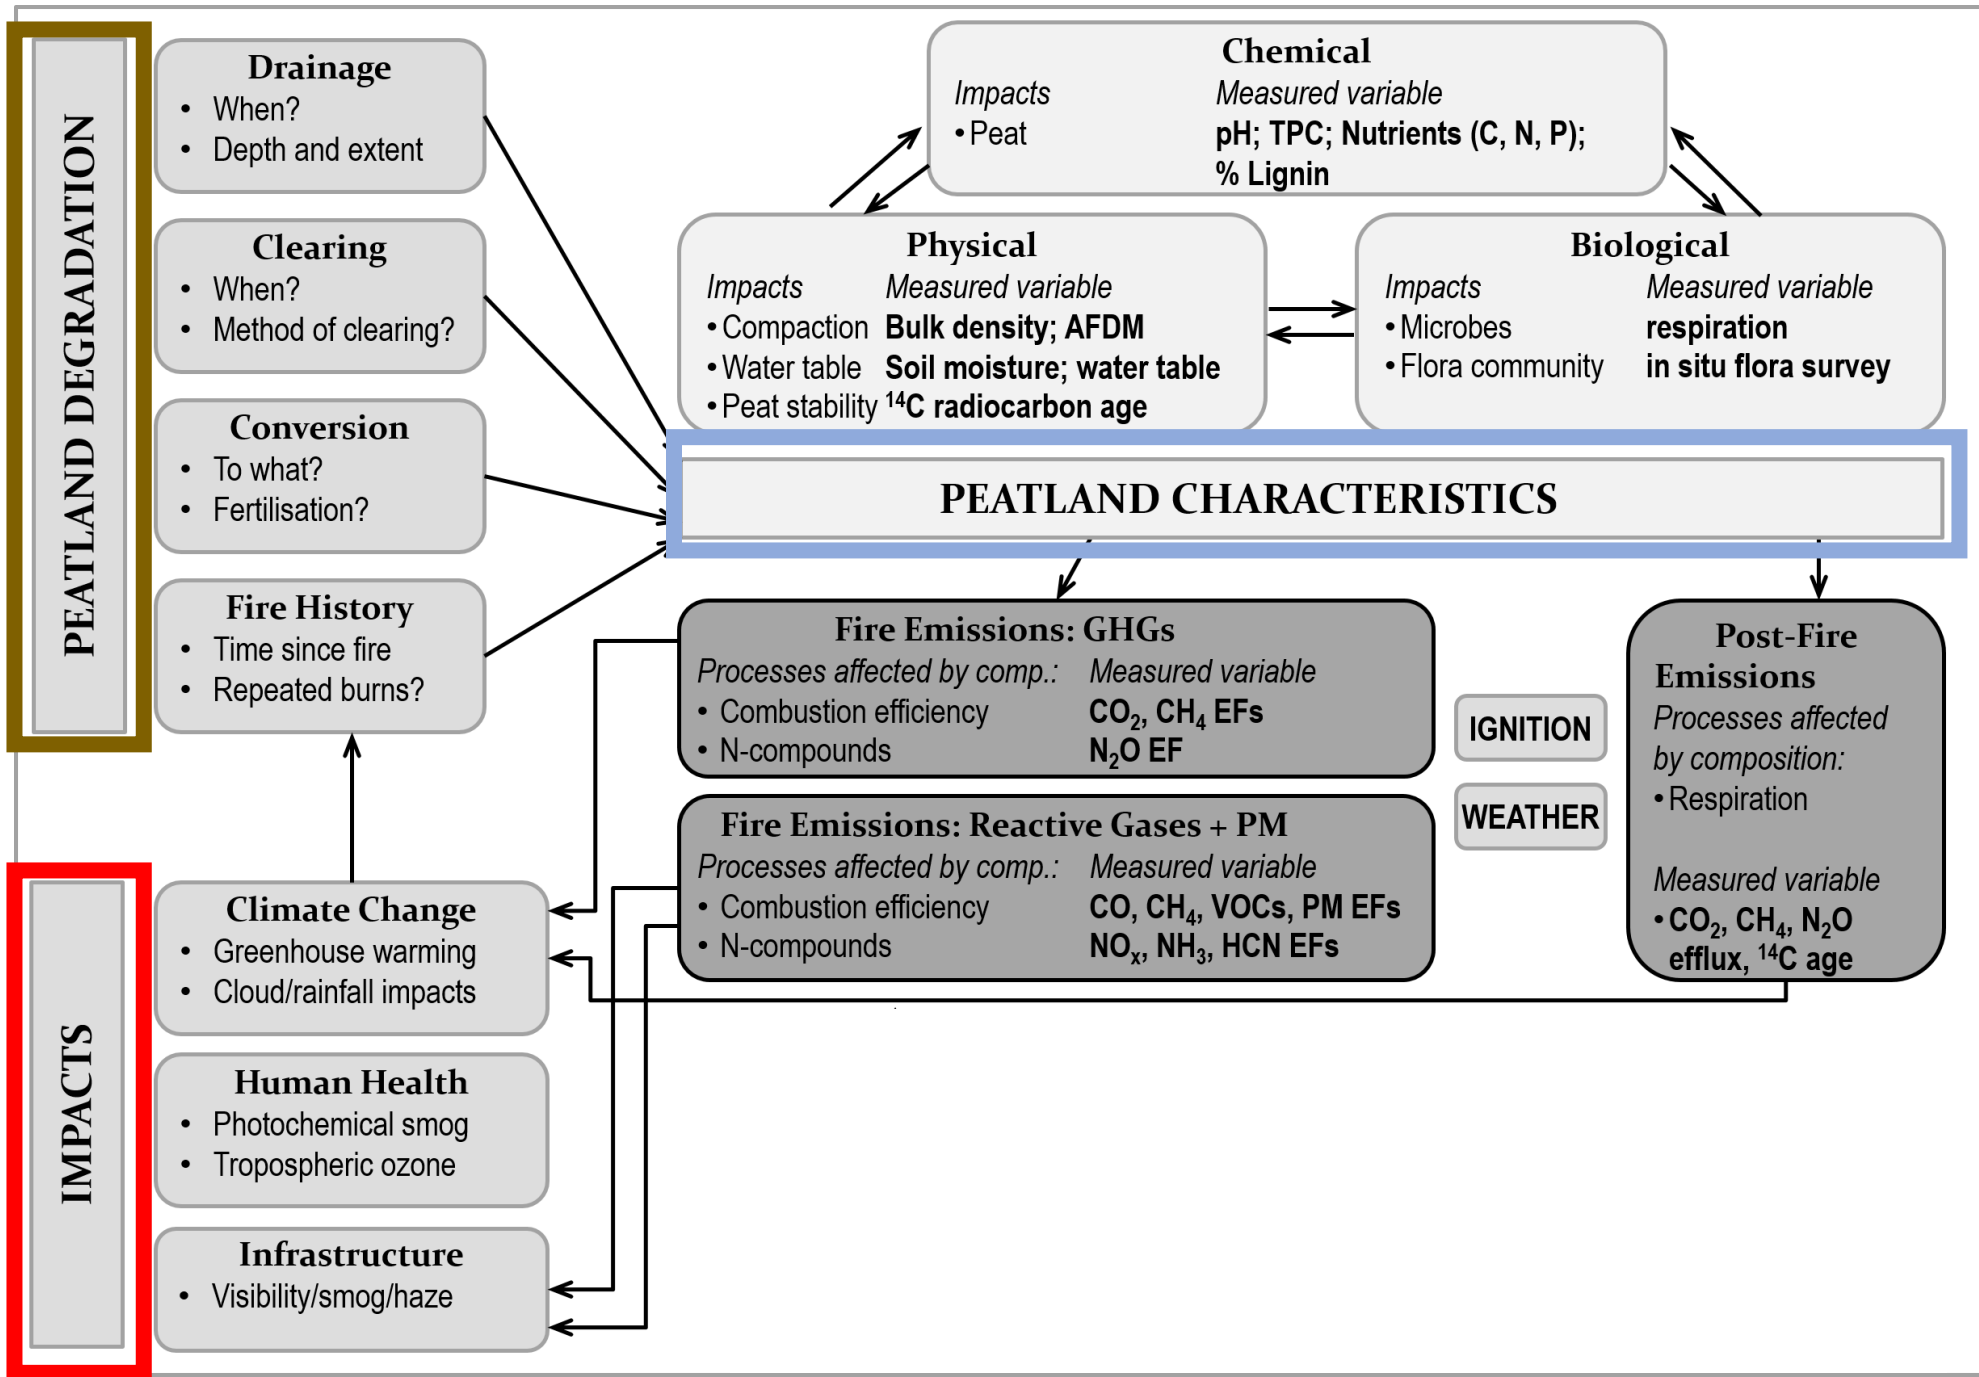 PEATLAND DEGRADATION
Drainage
• When?
• Depth and extent
Clearing
• When?
• Method of clearing?
Conversion
• To what?
• Fertilisation?
Fire History
• Time since fire
• Repeated burns?
Chemical
Impacts Measured variable
• Peat pH; TPC; Nutrients (C, N, P);
% Lignin
Physical
Impacts Measured variable
• Compaction Bulk density; AFDM
• Water table Soil moisture; water table
• Peat stability ¹⁴C radiocarbon age
Biological
Impacts Measured variable
• Microbes respiration
• Flora community in situ flora survey
PEATLAND CHARACTERISTICS
Fire Emissions: GHGs
Processes affected by comp.: Measured variable
• Combustion efficiency CO₂, CH₄ EFs
• N-compounds N₂O EF
Fire Emissions: Reactive Gases + PM
Processes affected by comp.: Measured variable
• Combustion efficiency CO, CH₄, VOCs, PM EFs
• N-compounds NOₓ, NH₃, HCN EFs
IGNITION
WEATHER
Post-Fire
Emissions
Processes affected
by composition:
• Respiration
Measured variable
• CO₂, CH₄, N₂O
efflux, ¹⁴C age
IMPACTS
Climate Change
• Greenhouse warming
• Cloud/rainfall impacts
Human Health
• Photochemical smog
• Tropospheric ozone
Infrastructure
• Visibility/smog/haze